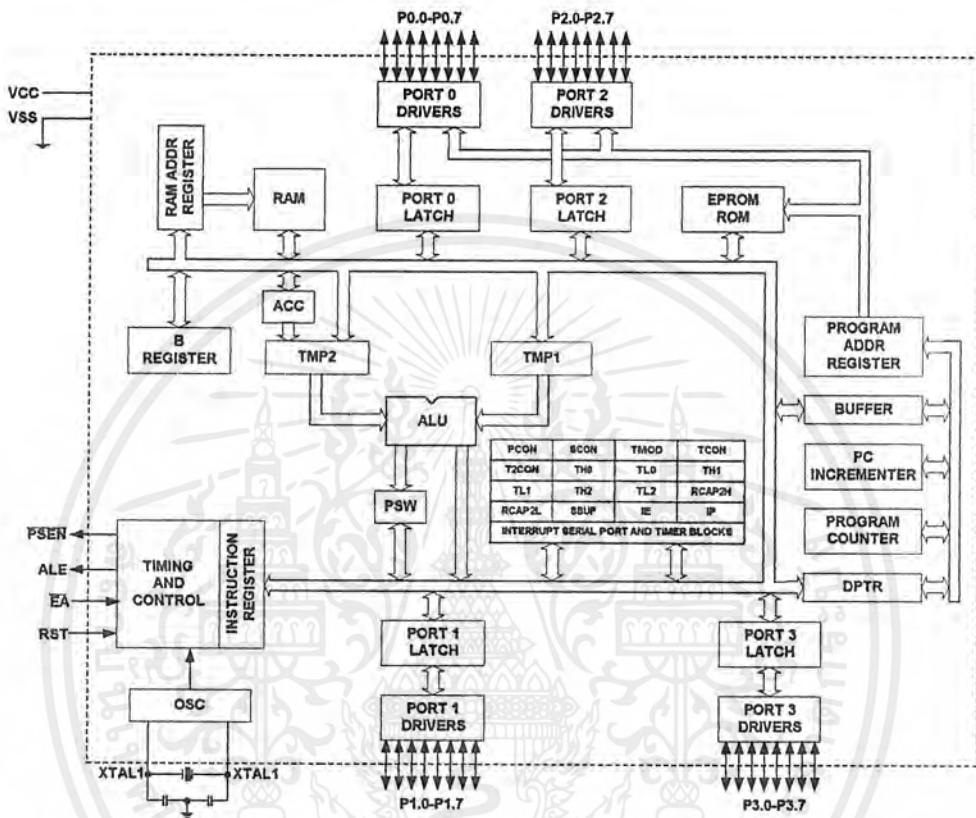 P0.0-P0.7
P2.0-P2.7
VCC
VSS
PORT 0
DRIVERS
PORT 2
DRIVERS
RAM ADDR
REGISTER
RAM
PORT 0
LATCH
PORT 2
LATCH
EPROM
ROM
B
REGISTER
ACC
TMP2
TMP1
PROGRAM
ADDR
REGISTER
BUFFER
ALU
PCON SCON TMOD TCON
T2CON TH0 TL0 TH1
TL1 TH2 TL2 RCAP2H
RCAP2L SBUF IE IP
INTERRUPT SERIAL PORT AND TIMER BLOCKS
PC
INCREMENTER
PSW
PROGRAM
COUNTER
PSEN
ALE
EA
RST
TIMING
AND
CONTROL
INSTRUCTION
REGISTER
DPTR
PORT 1
LATCH
PORT 3
LATCH
OSC
PORT 1
DRIVERS
PORT 3
DRIVERS
XTAL1
XTAL1
P1.0-P1.7
P3.0-P3.7